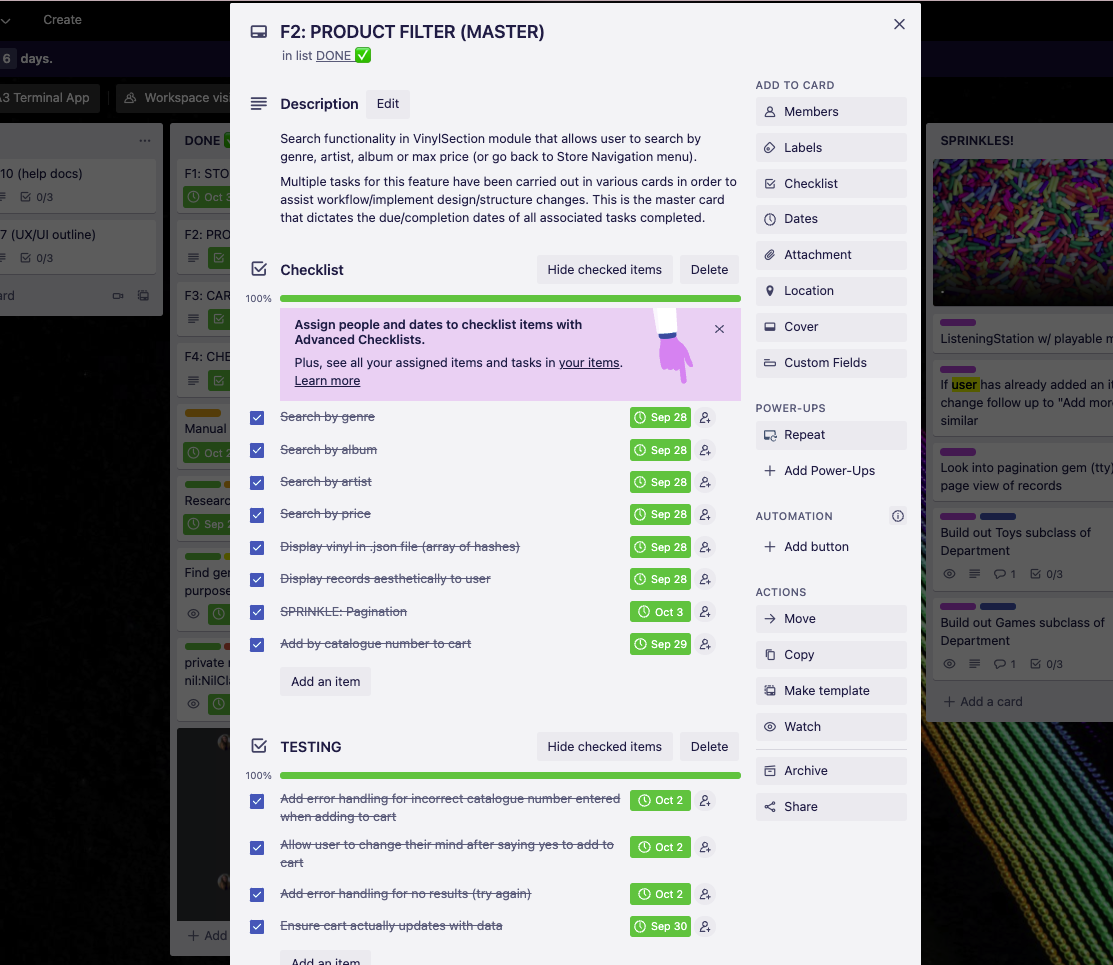 Create
6 days.
A3 Terminal App
Workspace vis
F2: PRODUCT FILTER (MASTER)
in list DONE ✅
Description
Edit
Search functionality in VinylSection module that allows user to search by
genre, artist, album or max price (or go back to Store Navigation menu).
Multiple tasks for this feature have been carried out in various cards in order to
assist workflow/implement design/structure changes. This is the master card
that dictates the due/completion dates of all associated tasks completed.
Checklist
Hide checked items
Delete
100%
Assign people and dates to checklist items with
Advanced Checklists.
Plus, see all your assigned items and tasks in your items.
Learn more
Search by genre
Sep 28
Search by album
Sep 28
Search by artist
Sep 28
Search by price
Sep 28
Display vinyl in .json file (array of hashes)
Sep 28
Display records aesthetically to user
Sep 28
SPRINKLE: Pagination
Oct 3
Add by catalogue number to cart
Sep 29
Add an item
TESTING
Hide checked items
Delete
100%
Add error handling for incorrect catalogue number entered
when adding to cart
Oct 2
Allow user to change their mind after saying yes to add to
cart
Oct 2
Add error handling for no results (try again)
Oct 2
Ensure cart actually updates with data
Sep 30
Add an item
ADD TO CARD
Members
Labels
Checklist
Dates
Attachment
Location
Cover
Custom Fields
POWER-UPS
Repeat
Add Power-Ups
AUTOMATION
Add button
ACTIONS
Move
Copy
Make template
Watch
Archive
Share
10 (help docs)
0/3
7 (UX/UI outline)
0/3
ard
DONE
F1: STO
Oct 3
F2: PRO
F3: CAR
F4: CHE
Manual
Oct 2
Researc
Sep 2
Find ger
purpose
private
nil:NilCla
Add
SPRINKLES!
ListeningStation w/ playable m
If user has already added an it
change follow up to "Add more
similar
Look into pagination gem (tty)
page view of records
Build out Toys subclass of
Department
1
0/3
Build out Games subclass of
Department
1
0/3
Add a card